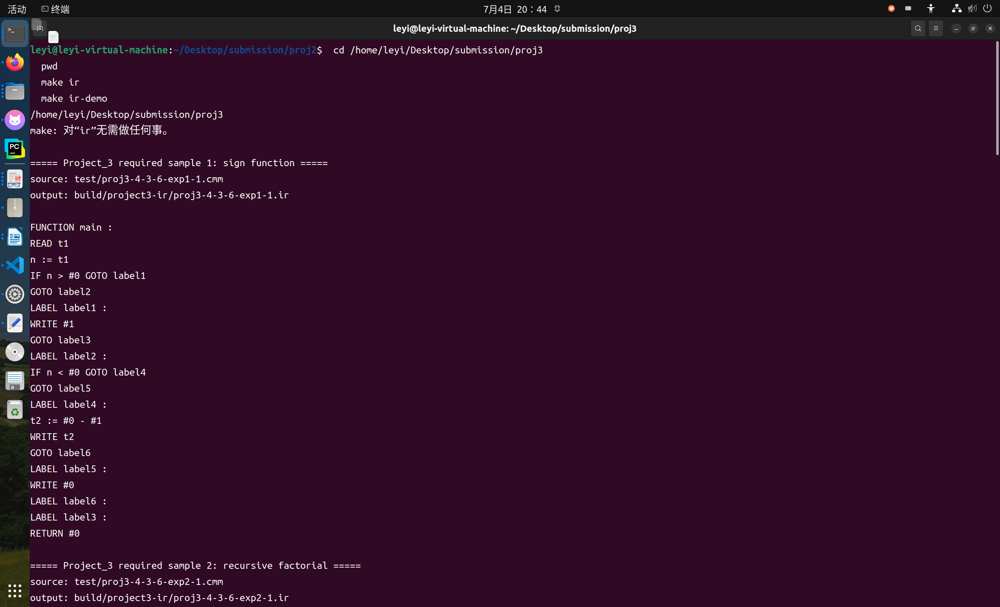 活动 终端 7月4日 20：44
leyi@leyi-virtual-machine: ~/Desktop/submission/proj3
leyi@leyi-virtual-machine:~/Desktop/submission/proj2$  cd /home/leyi/Desktop/submission/proj3
  pwd
  make ir
  make ir-demo
/home/leyi/Desktop/submission/proj3
make: 对“ir”无需做任何事。
===== Project_3 required sample 1: sign function =====
source: test/proj3-4-3-6-exp1-1.cmm
output: build/project3-ir/proj3-4-3-6-exp1-1.ir
FUNCTION main :
READ t1
n := t1
IF n > #0 GOTO label1
GOTO label2
LABEL label1 :
WRITE #1
GOTO label3
LABEL label2 :
IF n < #0 GOTO label4
GOTO label5
LABEL label4 :
t2 := #0 - #1
WRITE t2
GOTO label6
LABEL label5 :
WRITE #0
LABEL label6 :
LABEL label3 :
RETURN #0
===== Project_3 required sample 2: recursive factorial =====
source: test/proj3-4-3-6-exp2-1.cmm
output: build/project3-ir/proj3-4-3-6-exp2-1.ir
PC